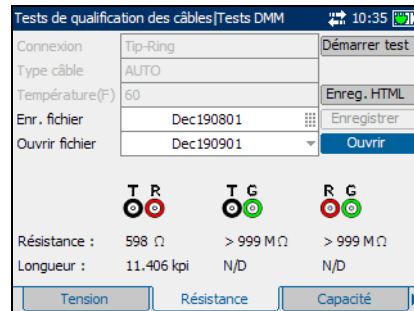 Tests de qualification des câbles|Tests DMM 10:35
Connexion Tip-Ring Démarrer test
Type câble AUTO
Température(F) 60 Enreg. HTML
Enr. fichier Dec190801 Enregistrer
Ouvrir fichier Dec190901 Ouvrir
T R T G R G
Résistance : 598 Ω > 999 MΩ > 999 MΩ
Longueur : 11.406 kpi N/D N/D
Tension Résistance Capacité